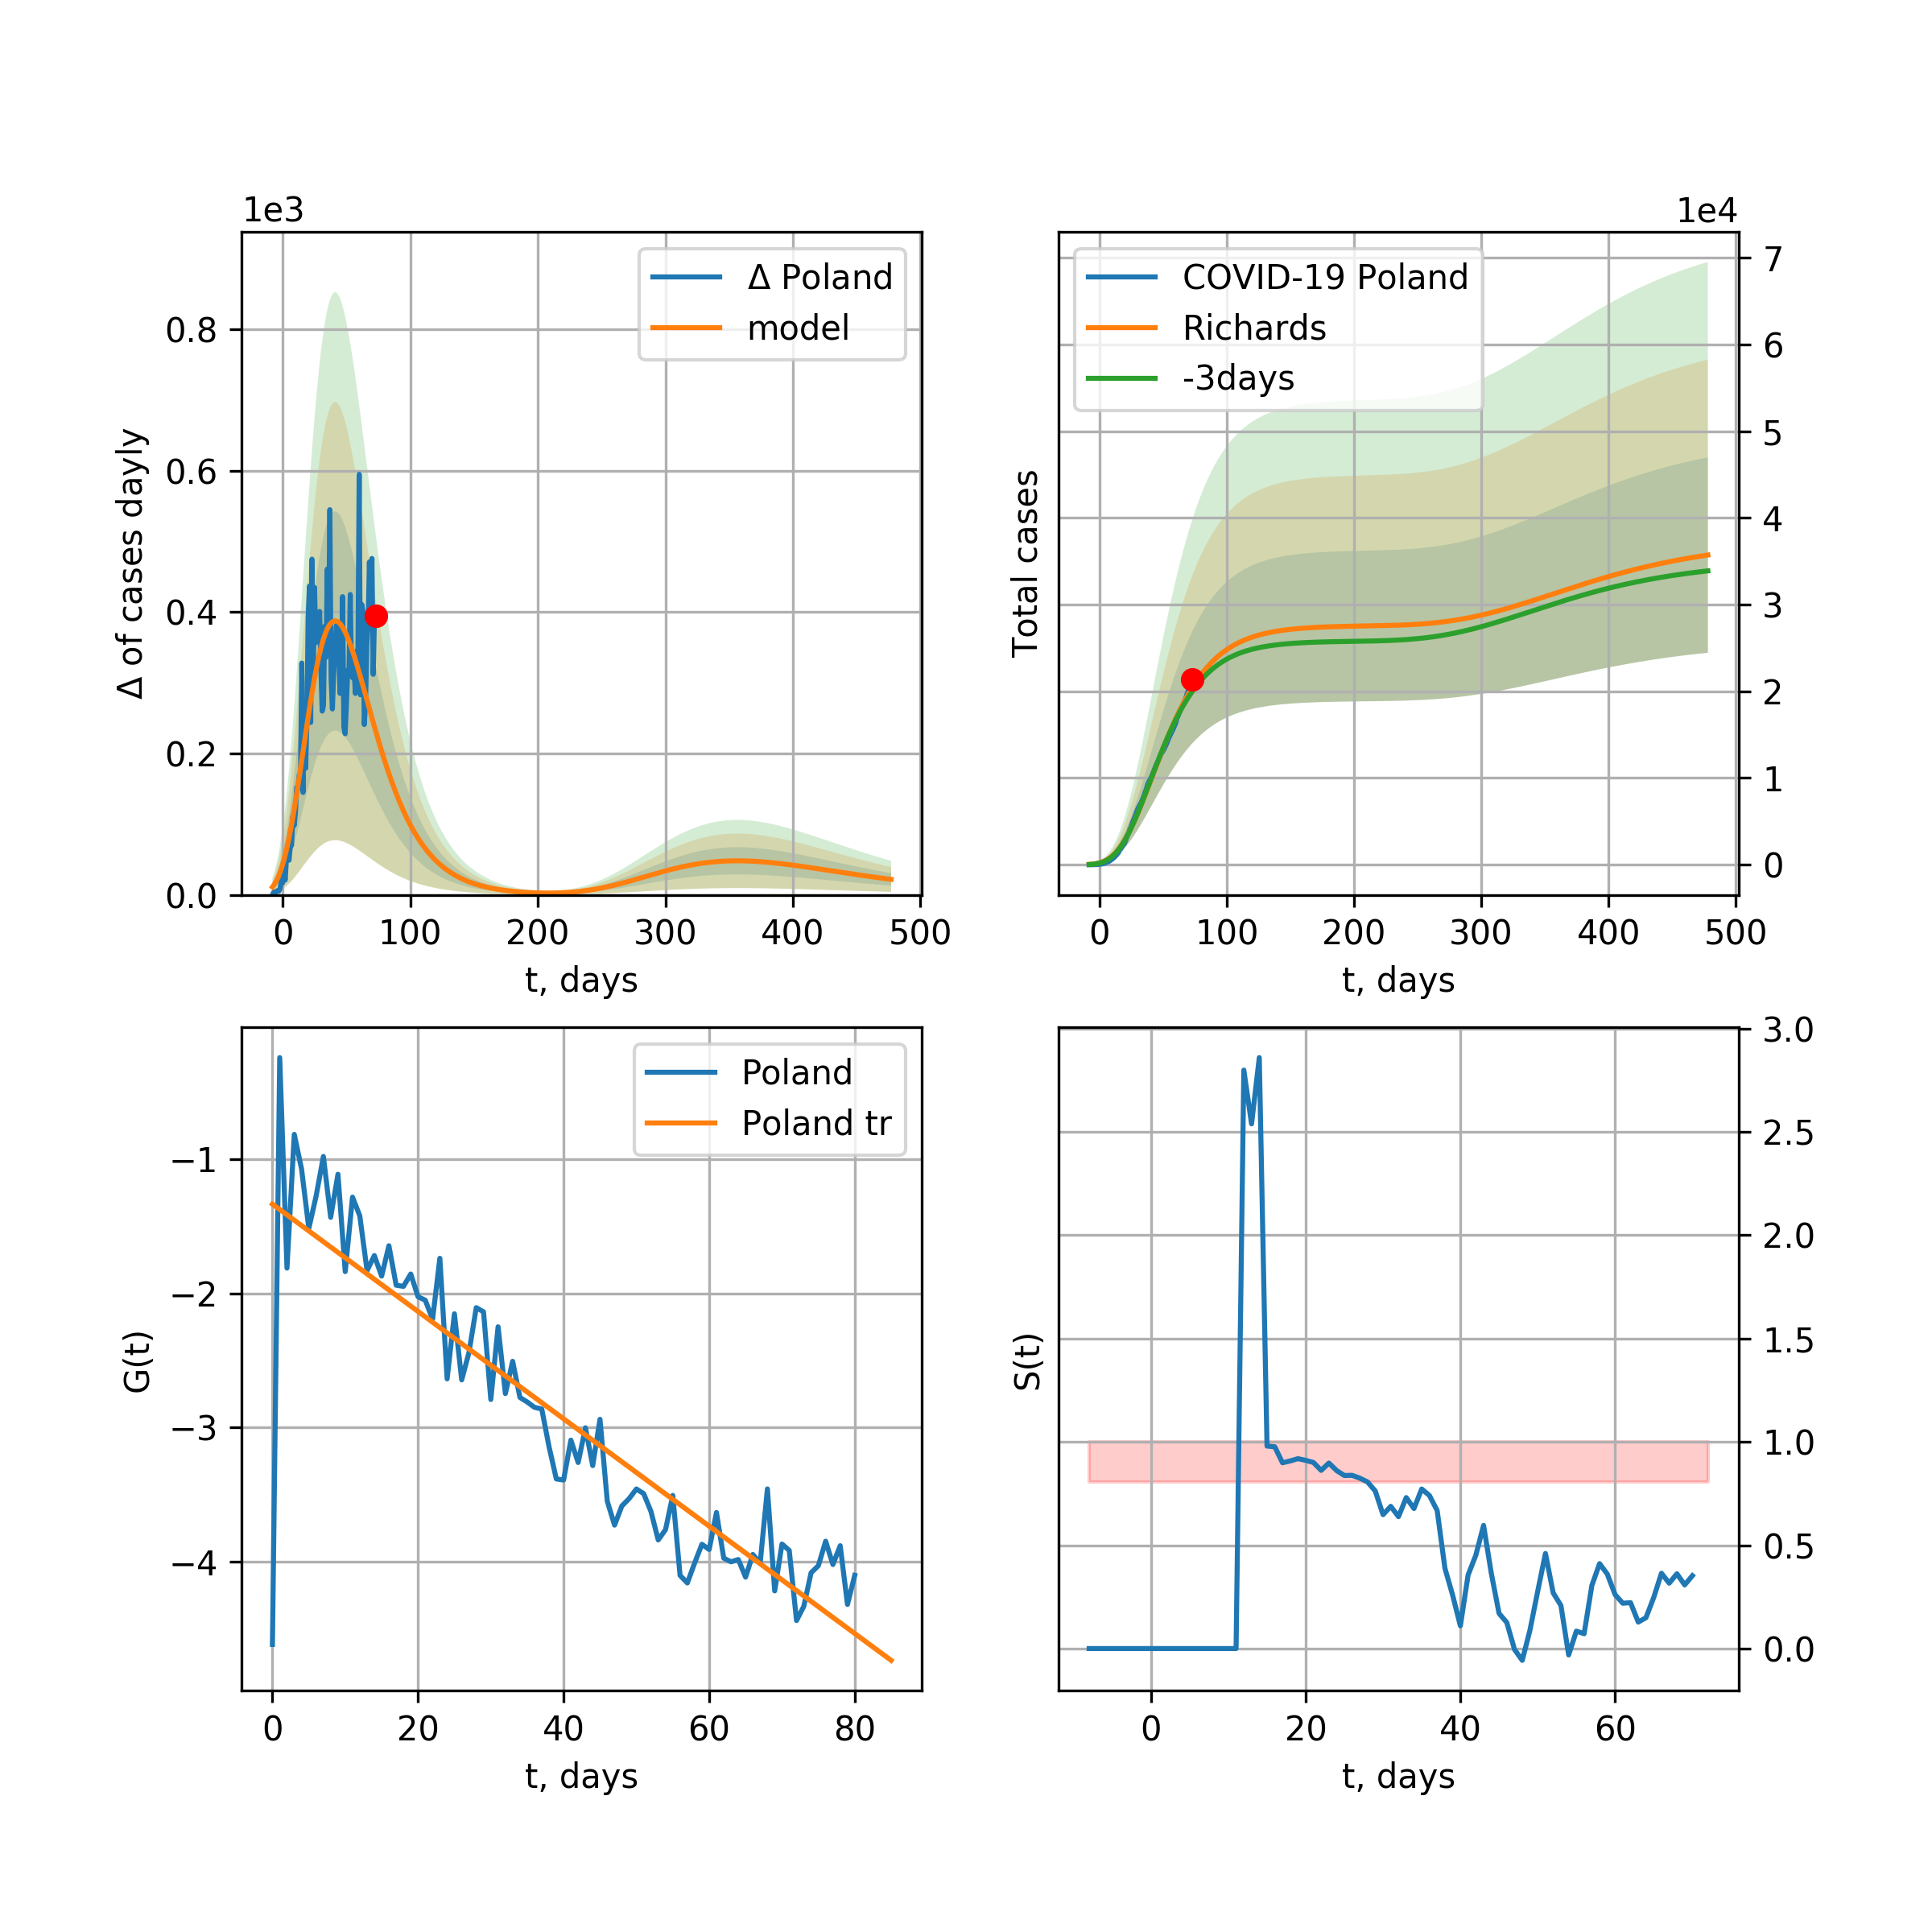 1e3
Δ of cases dayly
0.8
0.6
0.4
0.2
0.0
Δ Poland
model
0 100 200 300 400 500
t, days
1e4
Total cases
COVID-19 Poland
Richards
-3days
7
6
5
4
3
2
1
0
0 100 200 300 400 500
t, days
G(t)
−1
−2
−3
−4
Poland
Poland tr
0 20 40 60 80
t, days
S(t)
3.0
2.5
2.0
1.5
1.0
0.5
0.0
0 20 40 60
t, days